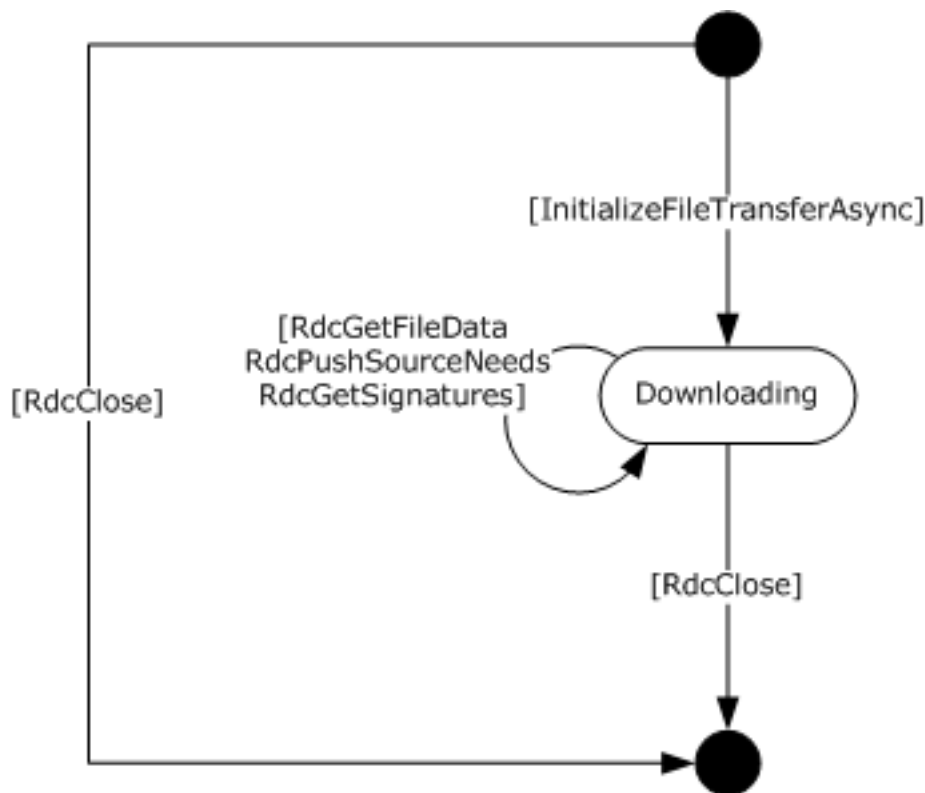 [InitializeFileTransferAsync]
[RdcGetFileData
RdcPushSourceNeeds
RdcGetSignatures]
Downloading
[RdcClose]
[RdcClose]